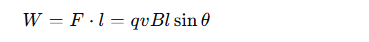 W = F · l = qvBl sin θ